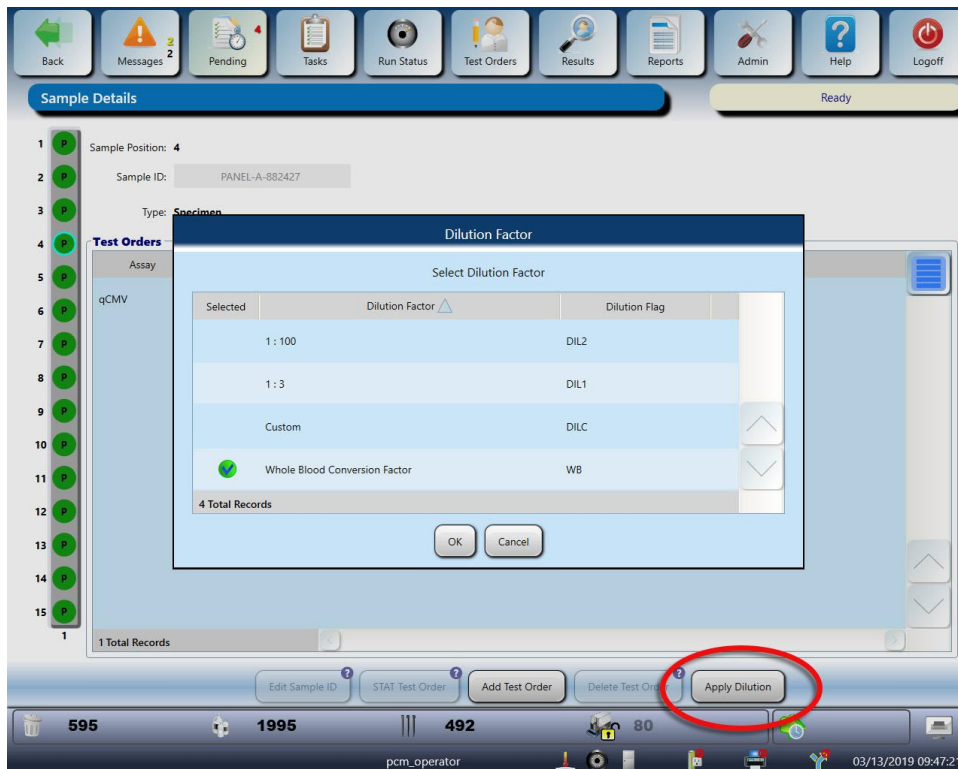 4
2
2
Back
Messages
Pending
Tasks
Run Status
Test Orders
Results
Reports
Admin
?
Help
Logoff
Sample Details
Ready
1 P
2 P
3 P
4 P
5 P
6 P
7 P
8 P
9 P
10 P
11 P
12 P
13 P
14 P
15 P
1
Sample Position: 4
Sample ID: PANEL-A-882427
Type: Specimen
Test Orders
Assay
qCMV
Dilution Factor
Select Dilution Factor
Selected Dilution Factor Dilution Flag
1 : 100 DIL2
1 : 3 DIL1
Custom DILC
Whole Blood Conversion Factor WB
4 Total Records
OK Cancel
1 Total Records
Edit Sample ID ?
STAT Test Order ?
Add Test Order
Delete Test Order ?
Apply Dilution
595 1995 492 80
pcm_operator 03/13/2019 09:47:21